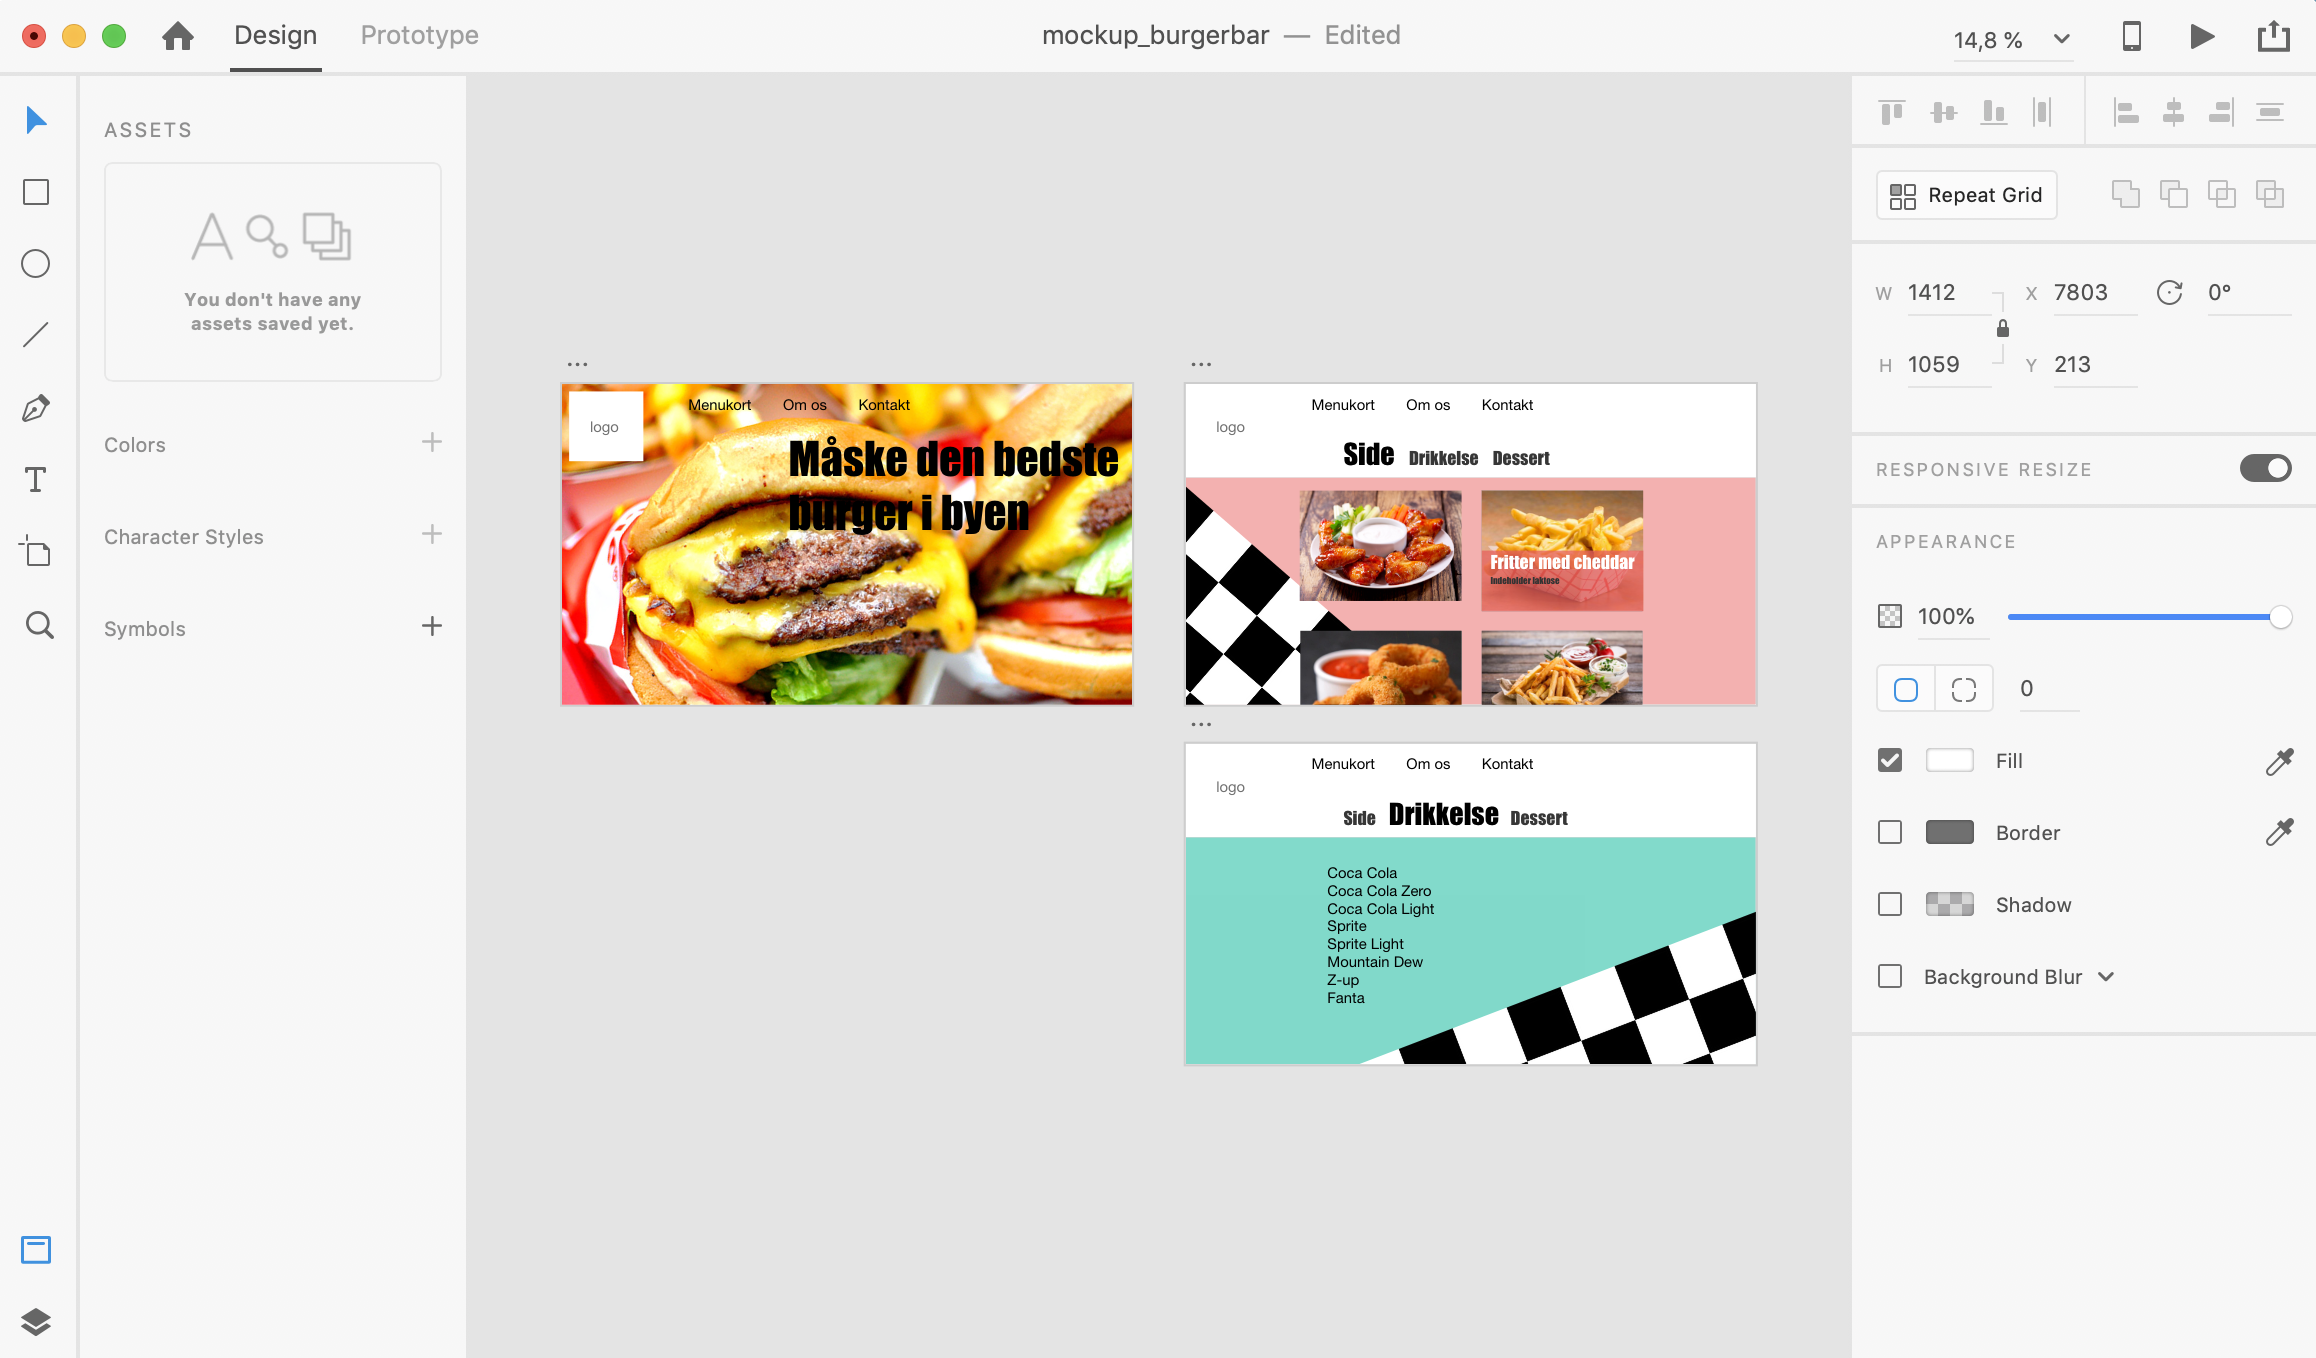 Design
Prototype
mockup_burgerbar — Edited
14,8 %
ASSETS
You don't have any
assets saved yet.
Colors
Character Styles
Symbols
...
logo
Menukort
Om os
Kontakt
Måske den bedste
burger i byen
...
Menukort
Om os
Kontakt
logo
Side
Drikkelse
Dessert
Fritter med cheddar
Indeholder laktose
...
Menukort
Om os
Kontakt
logo
Side
Drikkelse
Dessert
Coca Cola
Coca Cola Zero
Coca Cola Light
Sprite
Sprite Light
Mountain Dew
Z-up
Fanta
Repeat Grid
W 1412
X 7803
0°
H 1059
Y 213
RESPONSIVE RESIZE
APPEARANCE
100%
0
Fill
Border
Shadow
Background Blur